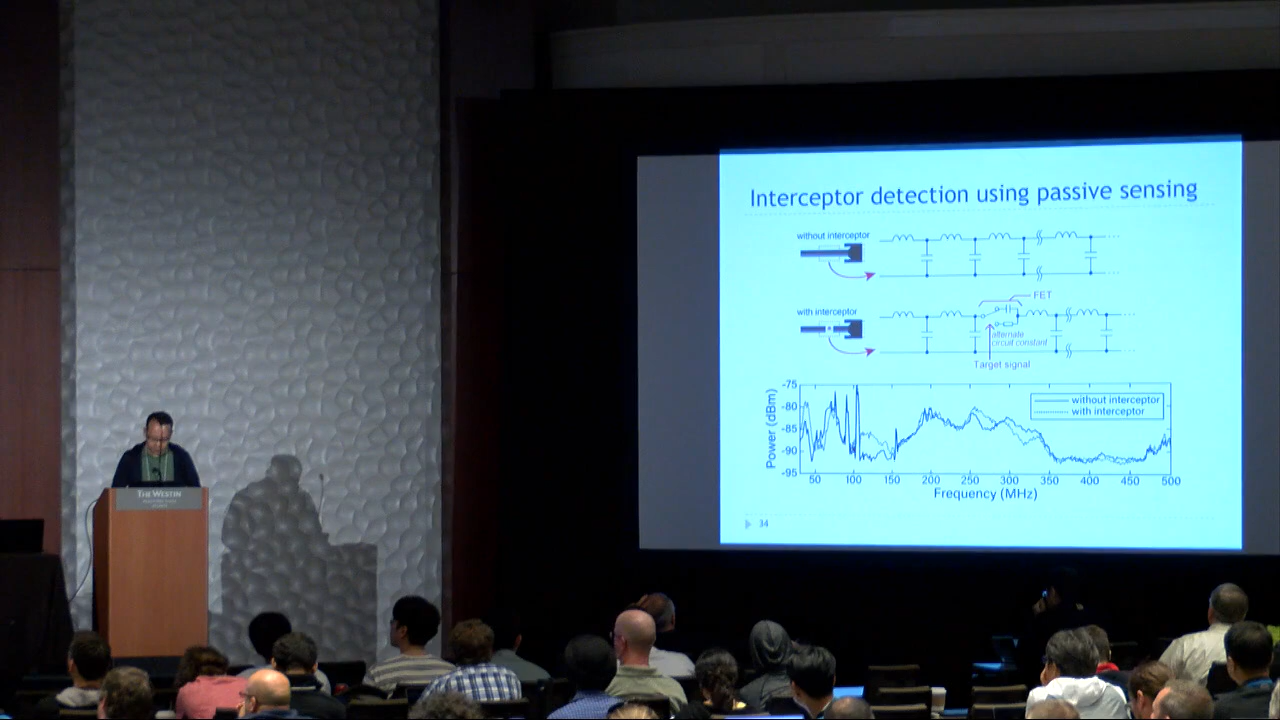 THE WESTIN
Interceptor detection using passive sensing
without interceptor
with interceptor
FET
alternate
circuit constant
Target signal
-75
-80
-85
-90
-95
Power (dBm)
without interceptor
with interceptor
50 100 150 200 250 300 350 400 450 500
Frequency (MHz)
34